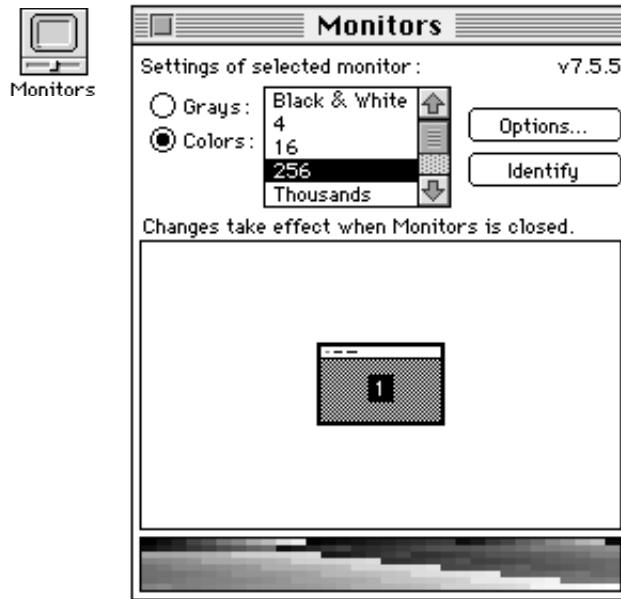 Monitors
Monitors
Settings of selected monitor: v7.5.5
Grays:
Colors:
Black & White
4
16
256
Thousands
Options...
Identify
Changes take effect when Monitors is closed.
1